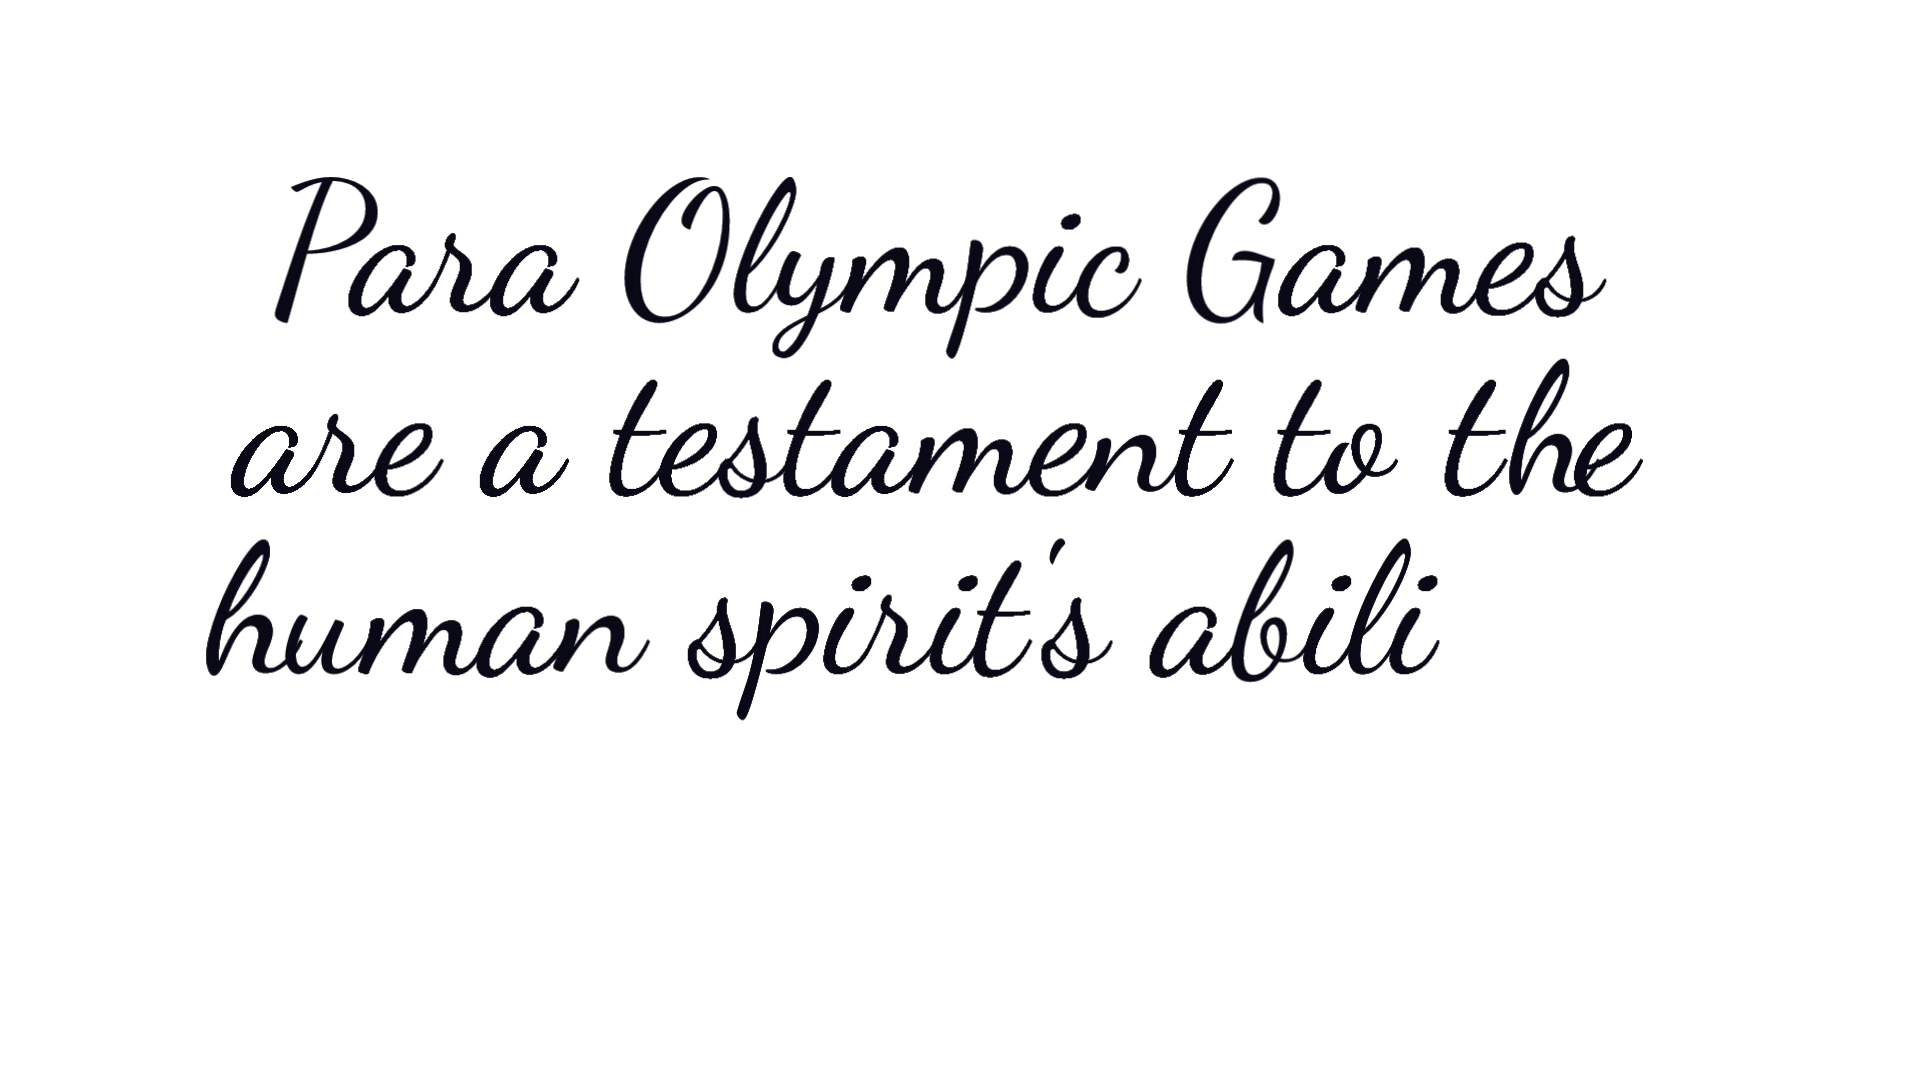 Para Olympic Games
are a testament to the
human spirit's abili